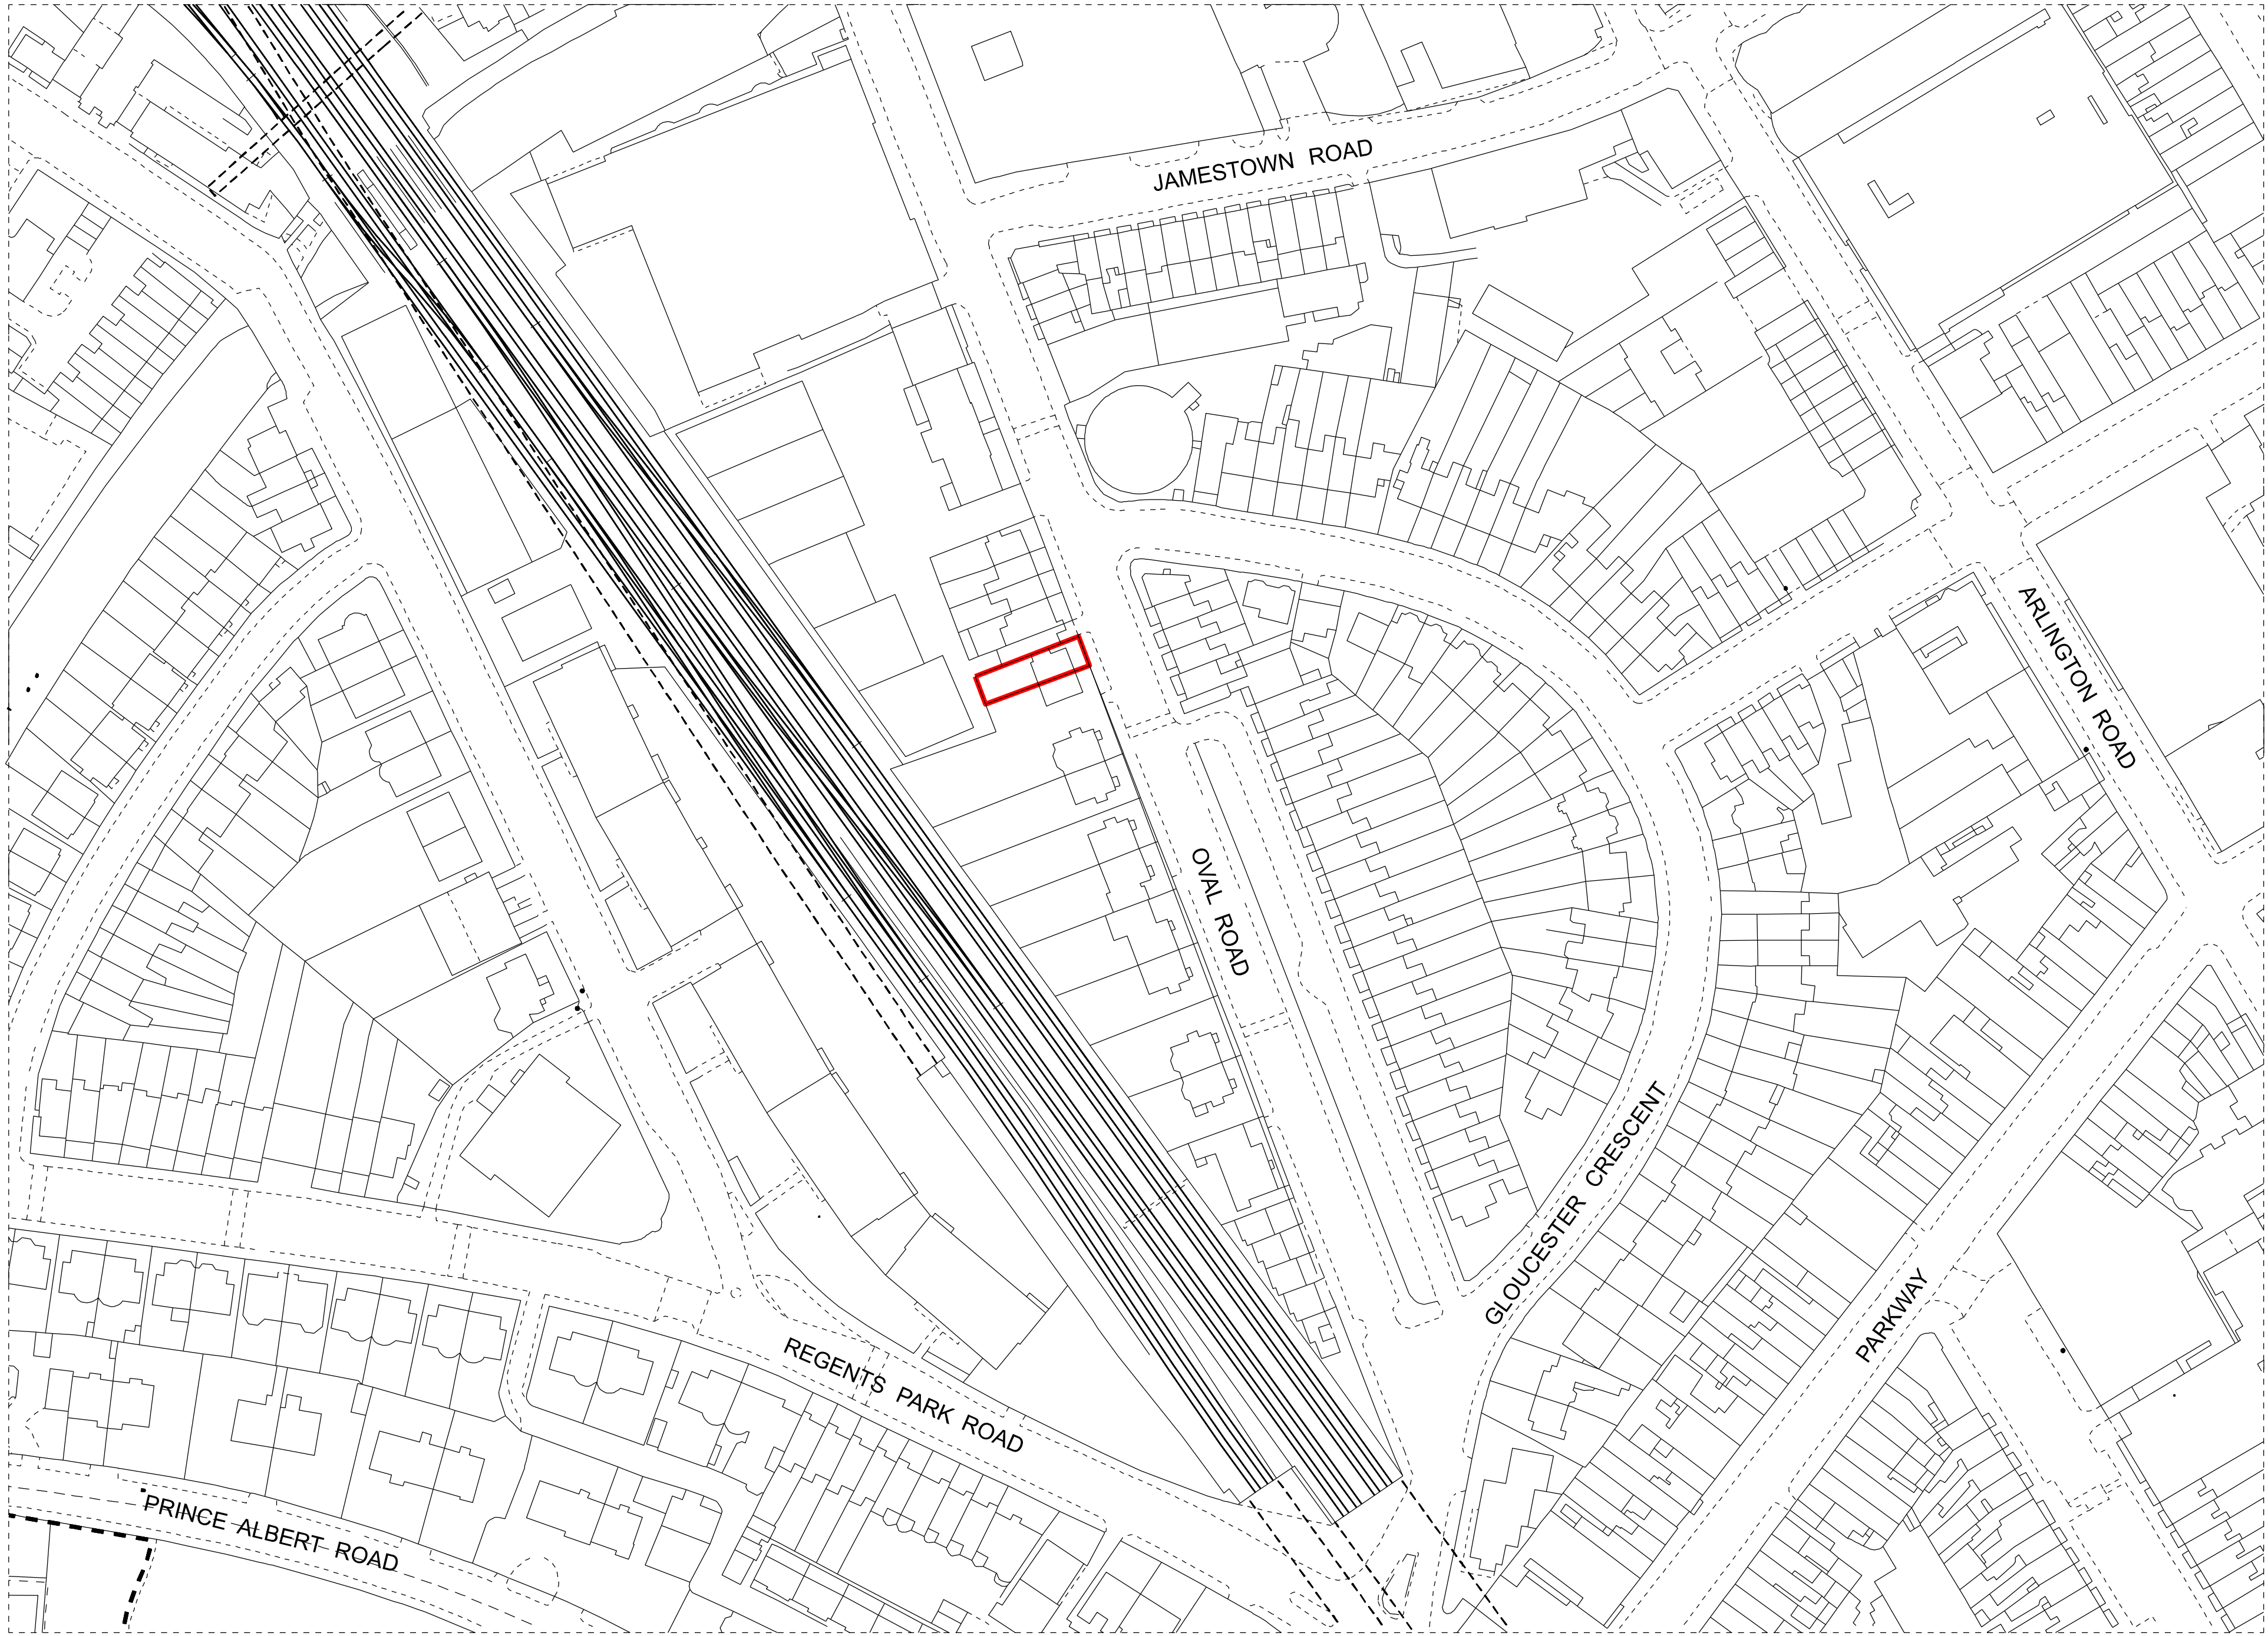 JAMESTOWN ROAD
ARLINGTON ROAD
OVAL ROAD
GLOUCESTER CRESCENT
PARKWAY
REGENTS PARK ROAD
PRINCE ALBERT ROAD